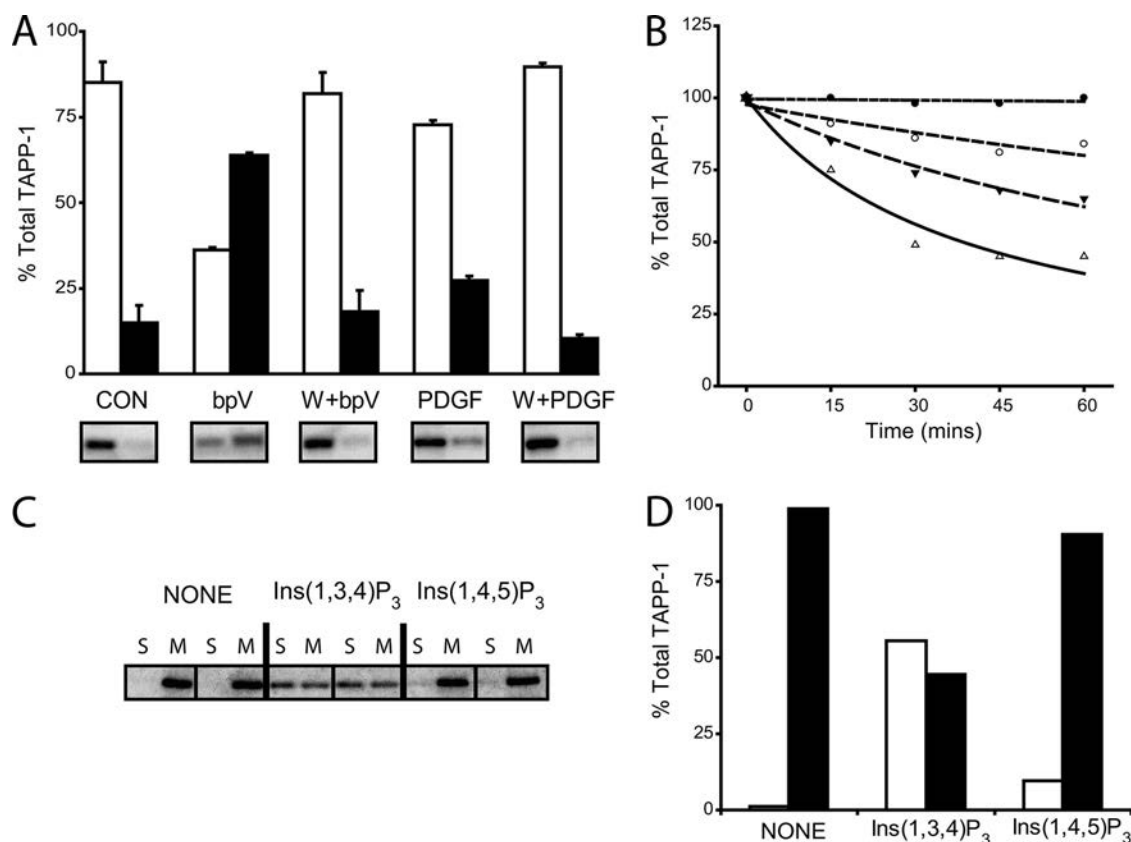 A
% Total TAPP-1
100
75
50
25
0
CON bpV W+bpV PDGF W+PDGF
B
% Total TAPP-1
125
100
75
50
25
0
0 15 30 45 60
Time (mins)
C
NONE Ins(1,3,4)P₃ Ins(1,4,5)P₃
S M S M S M S M S M S M
D
% Total TAPP-1
100
75
50
25
0
NONE Ins(1,3,4)P₃ Ins(1,4,5)P₃